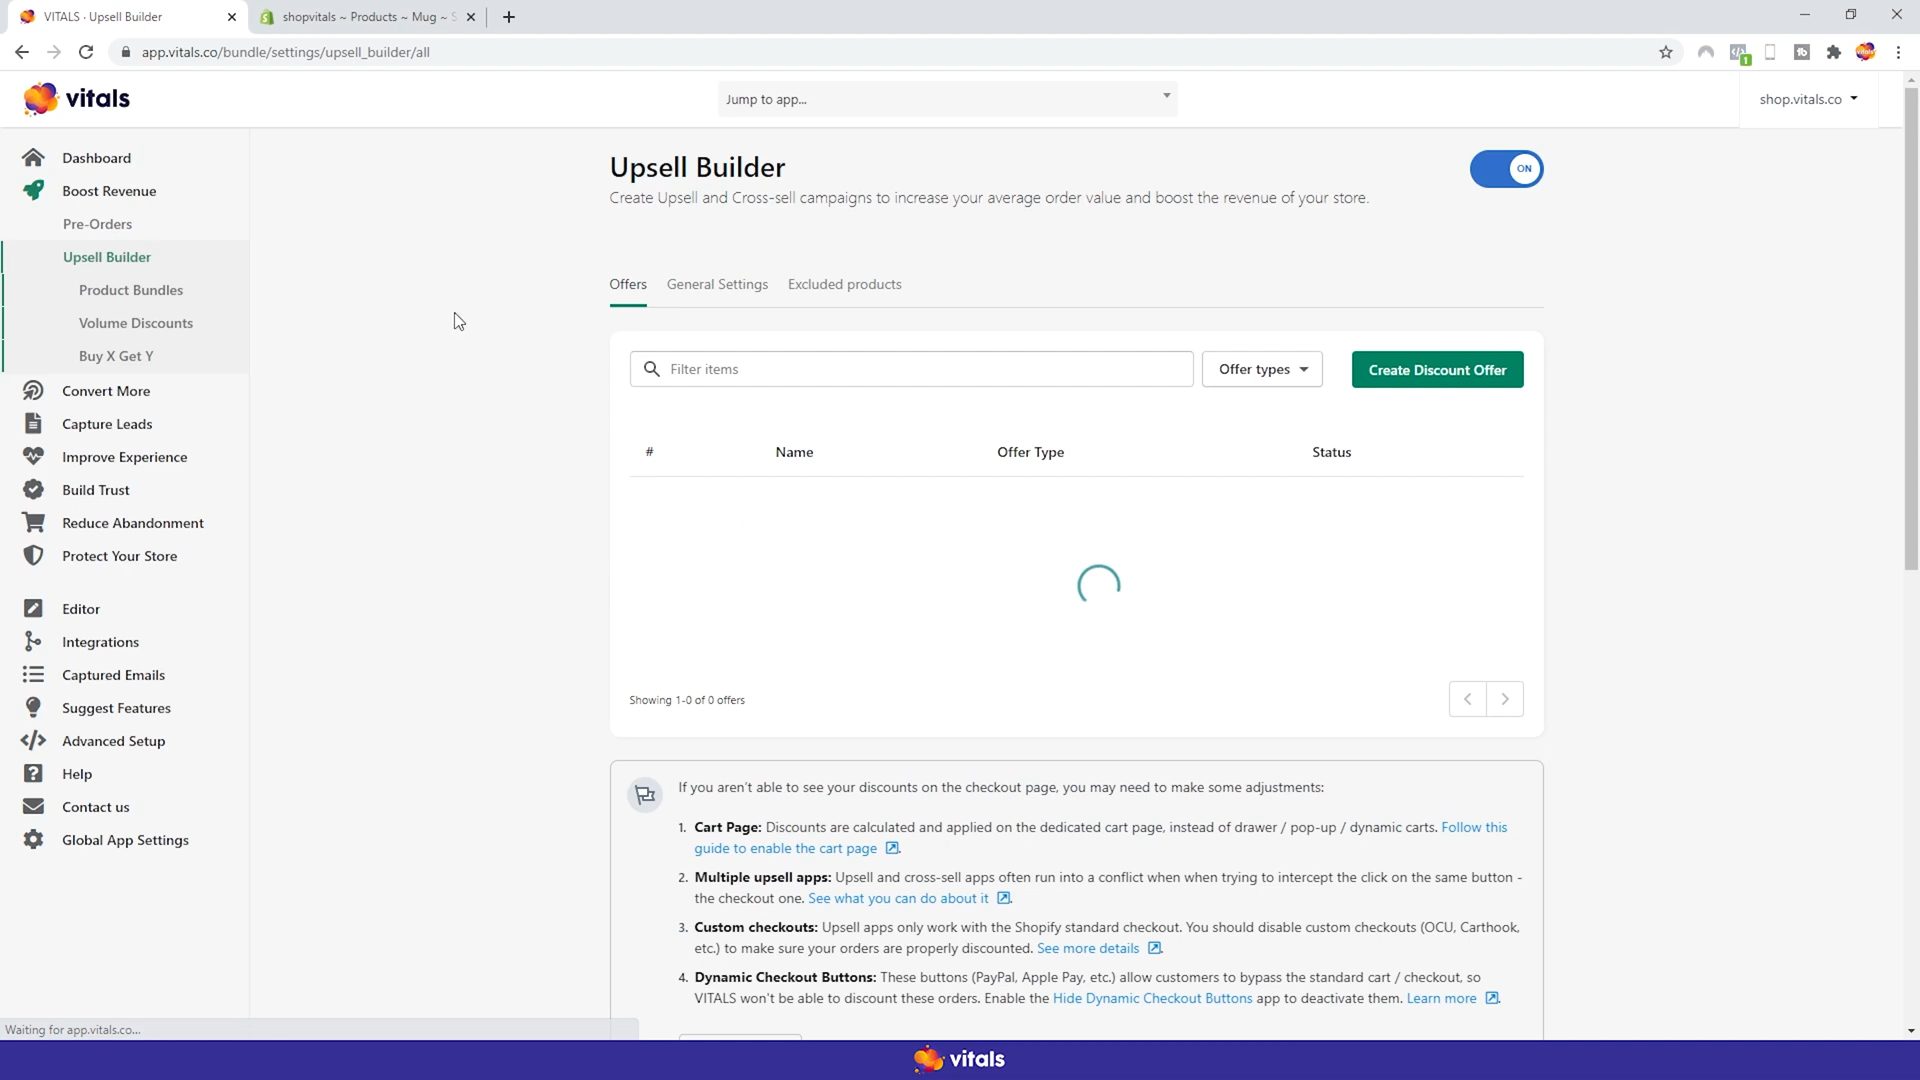 VITALS · Upsell Builder
shopvitals ~ Products ~ Mug ~ S
app.vitals.co/bundle/settings/upsell_builder/all
1
vitals
Jump to app...
shop.vitals.co
Dashboard
Boost Revenue
Pre-Orders
Upsell Builder
Product Bundles
Volume Discounts
Buy X Get Y
Convert More
Capture Leads
Improve Experience
Build Trust
Reduce Abandonment
Protect Your Store
Editor
Integrations
Captured Emails
Suggest Features
Advanced Setup
Help
Contact us
Global App Settings
Upsell Builder
ON
Create Upsell and Cross-sell campaigns to increase your average order value and boost the revenue of your store.
Offers General Settings Excluded products
Filter items
Offer types
Create Discount Offer
# Name Offer Type Status
Showing 1-0 of 0 offers
If you aren't able to see your discounts on the checkout page, you may need to make some adjustments:
1. Cart Page: Discounts are calculated and applied on the dedicated cart page, instead of drawer / pop-up / dynamic carts. Follow this
guide to enable the cart page .
2. Multiple upsell apps: Upsell and cross-sell apps often run into a conflict when when trying to intercept the click on the same button -
the checkout one. See what you can do about it .
3. Custom checkouts: Upsell apps only work with the Shopify standard checkout. You should disable custom checkouts (OCU, Carthook,
etc.) to make sure your orders are properly discounted. See more details .
4. Dynamic Checkout Buttons: These buttons (PayPal, Apple Pay, etc.) allow customers to bypass the standard cart / checkout, so
VITALS won't be able to discount these orders. Enable the Hide Dynamic Checkout Buttons app to deactivate them. Learn more .
Waiting for app.vitals.co...
vitals